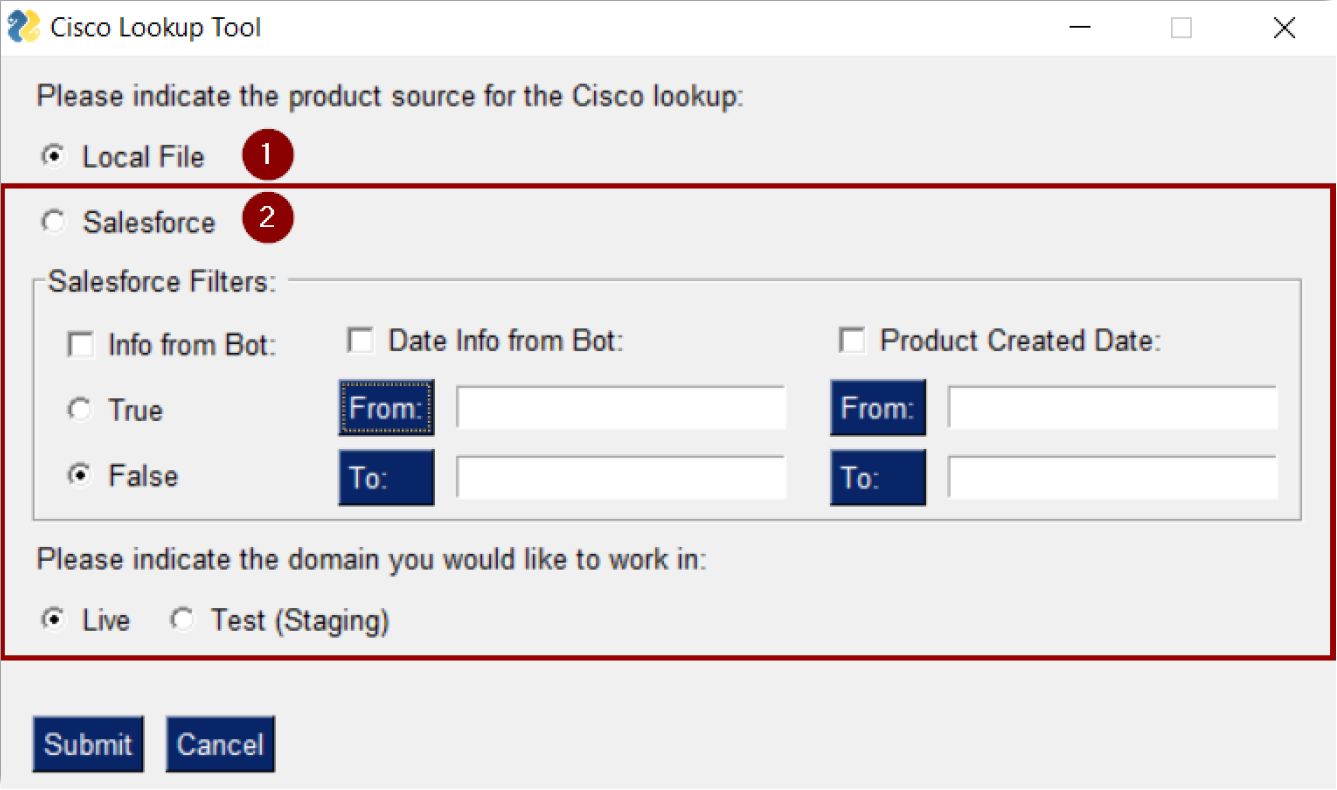 Cisco Lookup Tool
Please indicate the product source for the Cisco lookup:
Local File 1
Salesforce 2
Salesforce Filters:
Info from Bot: Date Info from Bot: Product Created Date:
True From: From:
False To: To:
Please indicate the domain you would like to work in:
Live Test (Staging)
Submit Cancel